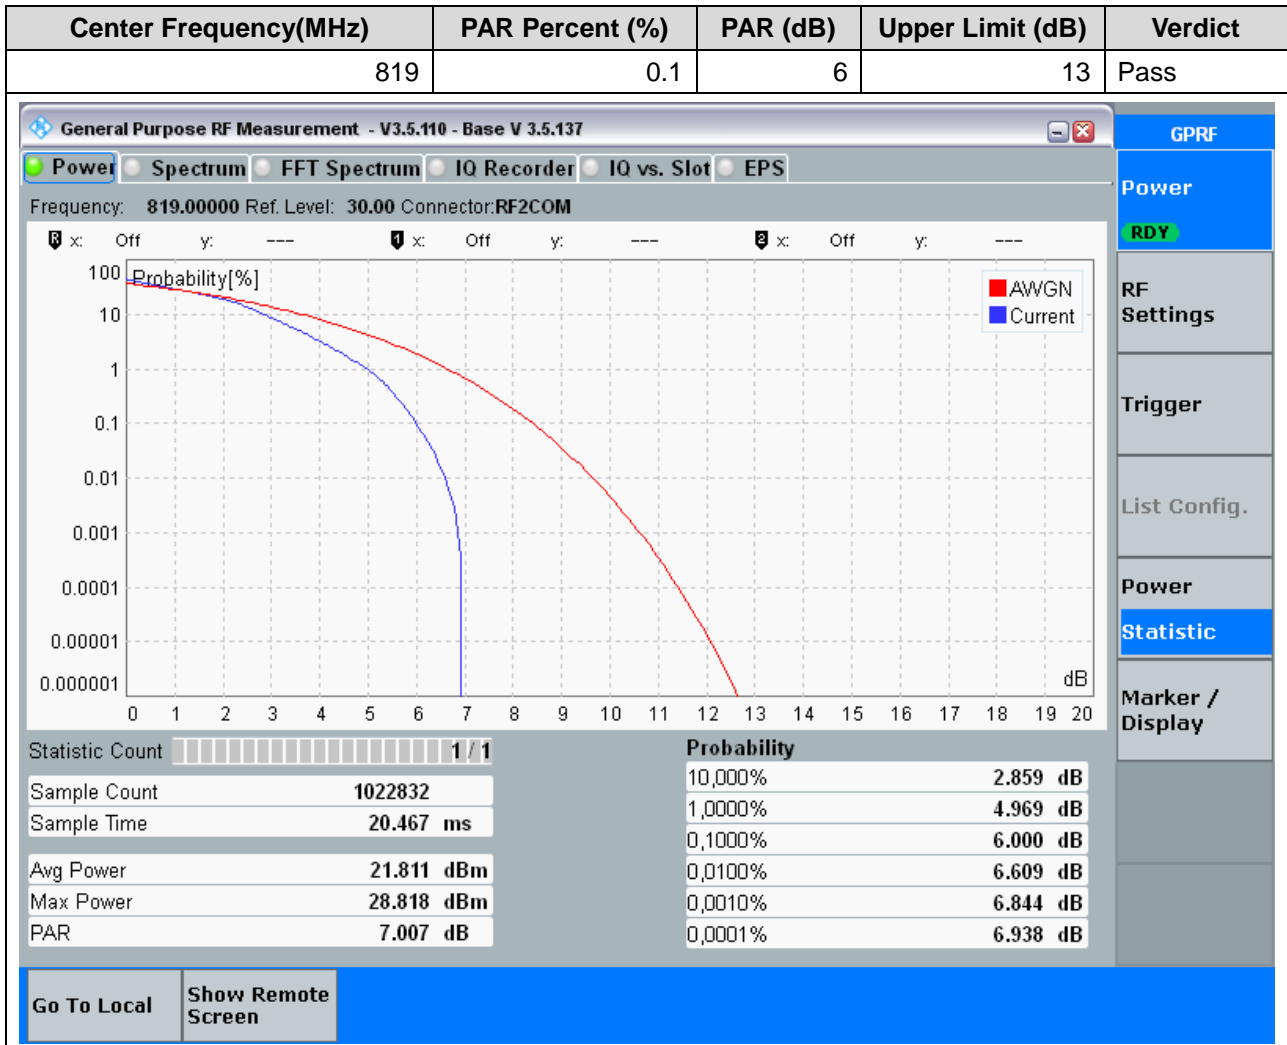 Center Frequency(MHz) PAR Percent (%) PAR (dB) Upper Limit (dB) Verdict
819 0.1 6 13 Pass
General Purpose RF Measurement - V3.5.110 - Base V 3.5.137
GPRF
Power Spectrum FFT Spectrum IQ Recorder IQ vs. Slot EPS
Power
RDY
Frequency: 819.00000 Ref. Level: 30.00 Connector:RF2COM
R x: Off y: --- 1 x: Off y: --- 2 x: Off y: ---
Probability[%]
AWGN
Current
100
10
1
0.1
0.01
0.001
0.0001
0.00001
0.000001
dB
0 1 2 3 4 5 6 7 8 9 10 11 12 13 14 15 16 17 18 19 20
RF
Settings
Trigger
List Config.
Power
Statistic
Marker /
Display
Statistic Count 1 / 1
Sample Count 1022832
Sample Time 20.467 ms
Avg Power 21.811 dBm
Max Power 28.818 dBm
PAR 7.007 dB
Probability
10,000% 2.859 dB
1,0000% 4.969 dB
0,1000% 6.000 dB
0,0100% 6.609 dB
0,0010% 6.844 dB
0,0001% 6.938 dB
Go To Local
Show Remote
Screen